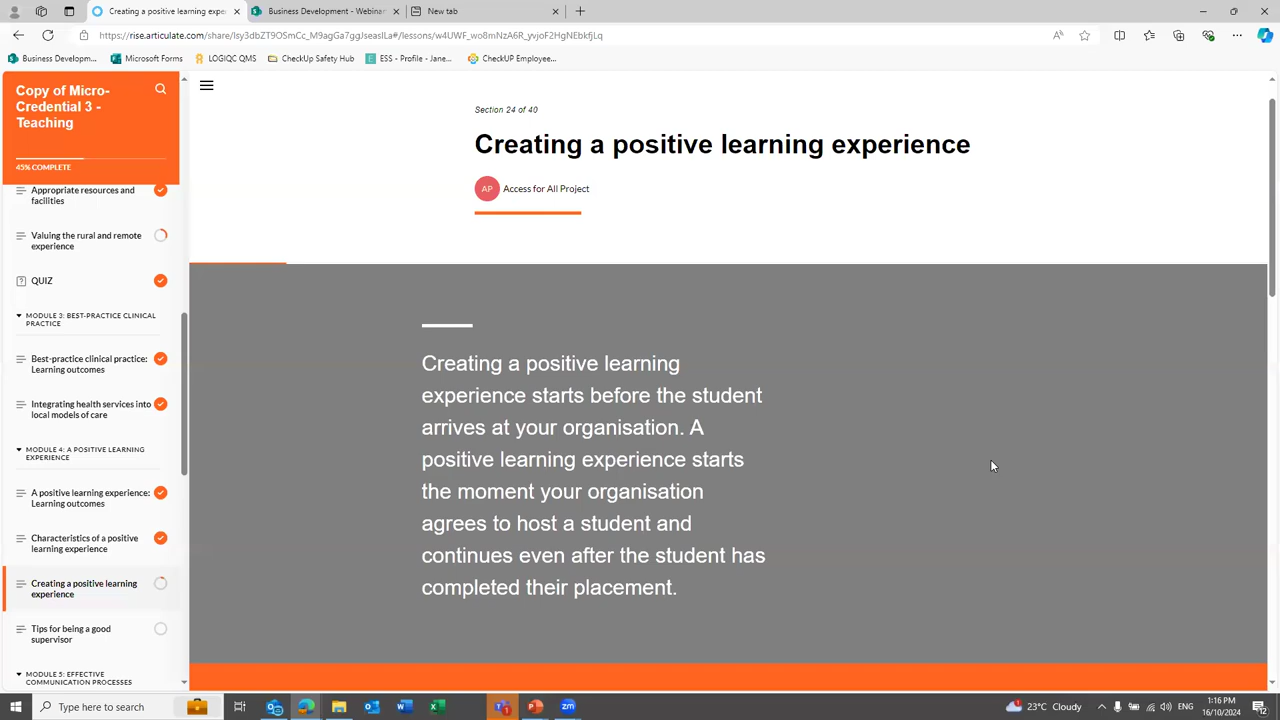 Creating a positive learning expe
Business Development - Webina
New tab
https://rise.articulate.com/share/Isy3dbZT9OSmCc_M9agGa7ggJseaslLa#/lessons/w4UWF_wo8mNzA6R_yvjoF2HgNEbkfjLq
Business Developm...
Microsoft Forms
LOGIQC QMS
CheckUp Safety Hub
ESS - Profile - Jane...
CheckUP Employee...
Copy of Micro-
Credential 3 -
Teaching
45% COMPLETE
Appropriate resources and
facilities
Valuing the rural and remote
experience
QUIZ
MODULE 3: BEST-PRACTICE CLINICAL
PRACTICE
Best-practice clinical practice:
Learning outcomes
Integrating health services into
local models of care
MODULE 4: A POSITIVE LEARNING
EXPERIENCE
A positive learning experience:
Learning outcomes
Characteristics of a positive
learning experience
Creating a positive learning
experience
Tips for being a good
supervisor
MODULE 5: EFFECTIVE
COMMUNICATION PROCESSES
Section 24 of 40
Creating a positive learning experience
AP
Access for All Project
Creating a positive learning
experience starts before the student
arrives at your organisation. A
positive learning experience starts
the moment your organisation
agrees to host a student and
continues even after the student has
completed their placement.
Type here to search
23°C Cloudy
ENG
1:16 PM
16/10/2024